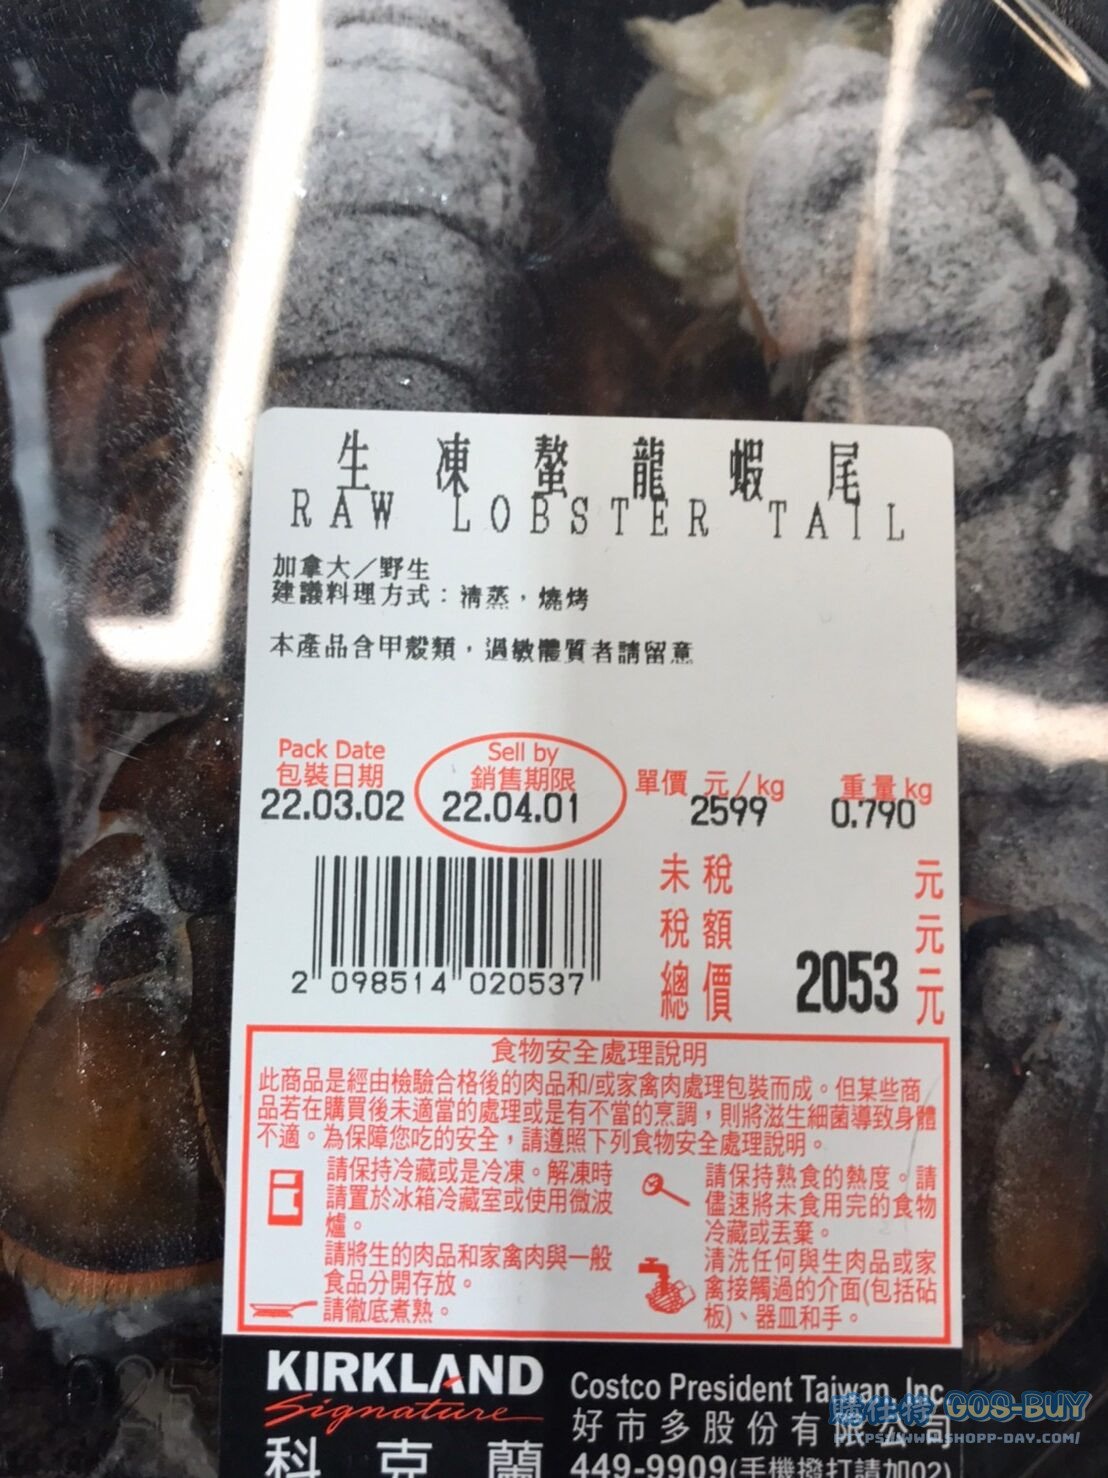 生凍螯龍蝦尾
RAW LOBSTER TAIL
加拿大／野生
建議料理方式：清蒸，燒烤
本產品含甲殼類，過敏體質者請留意
Pack Date
包裝日期
22.03.02
Sell by
銷售期限
22.04.01
單價 元/kg
2599
重量 kg
0.790
2 098514 020537
未稅 元
稅額 元
總價 2053 元
食物安全處理說明
此商品是經由檢驗合格後的肉品和/或家禽肉處理包裝而成。但某些商
品若在購買後未適當的處理或是有不當的烹調，則將滋生細菌導致身體
不適。為保障您吃的安全，請遵照下列食物安全處理說明。
請保持冷藏或是冷凍。解凍時
請置於冰箱冷藏室或使用微波
爐。
請將生的肉品和家禽肉與一般
食品分開存放。
請徹底煮熟。
請保持熟食的熱度。請
儘速將未食用完的食物
冷藏或丟棄。
清洗任何與生肉品或家
禽接觸過的介面(包括砧
板)、器皿和手。
KIRKLAND
Signature
科克蘭
Costco President Taiwan, Inc.
好市多股份有限公司
449-9909(手機撥打請加02)
購仕特 GOS-BUY
HTTPS://WWW.SHOPP-DAY.COM/